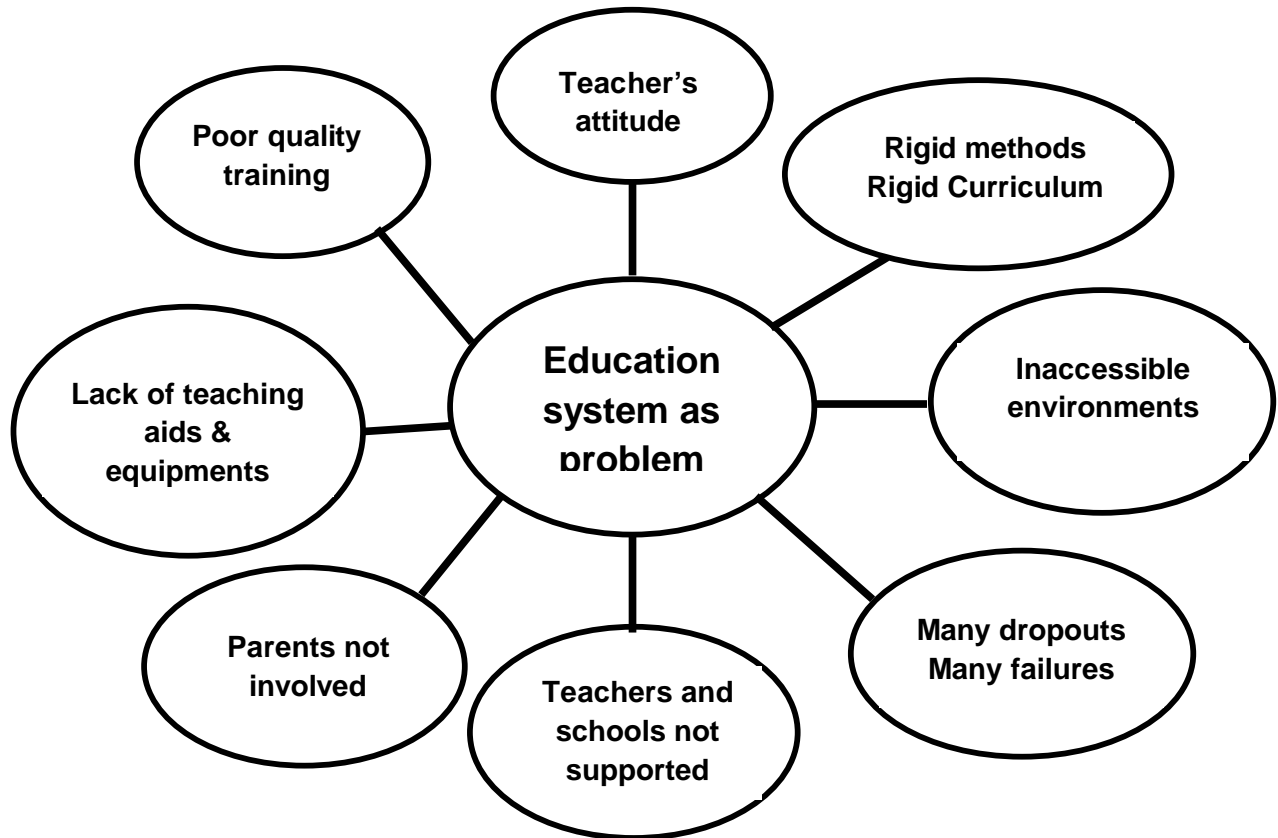 Teacher's
attitude
Poor quality
training
Rigid methods
Rigid Curriculum
Education
system as
problem
Inaccessible
environments
Lack of teaching
aids &
equipments
Parents not
involved
Teachers and
schools not
supported
Many dropouts
Many failures